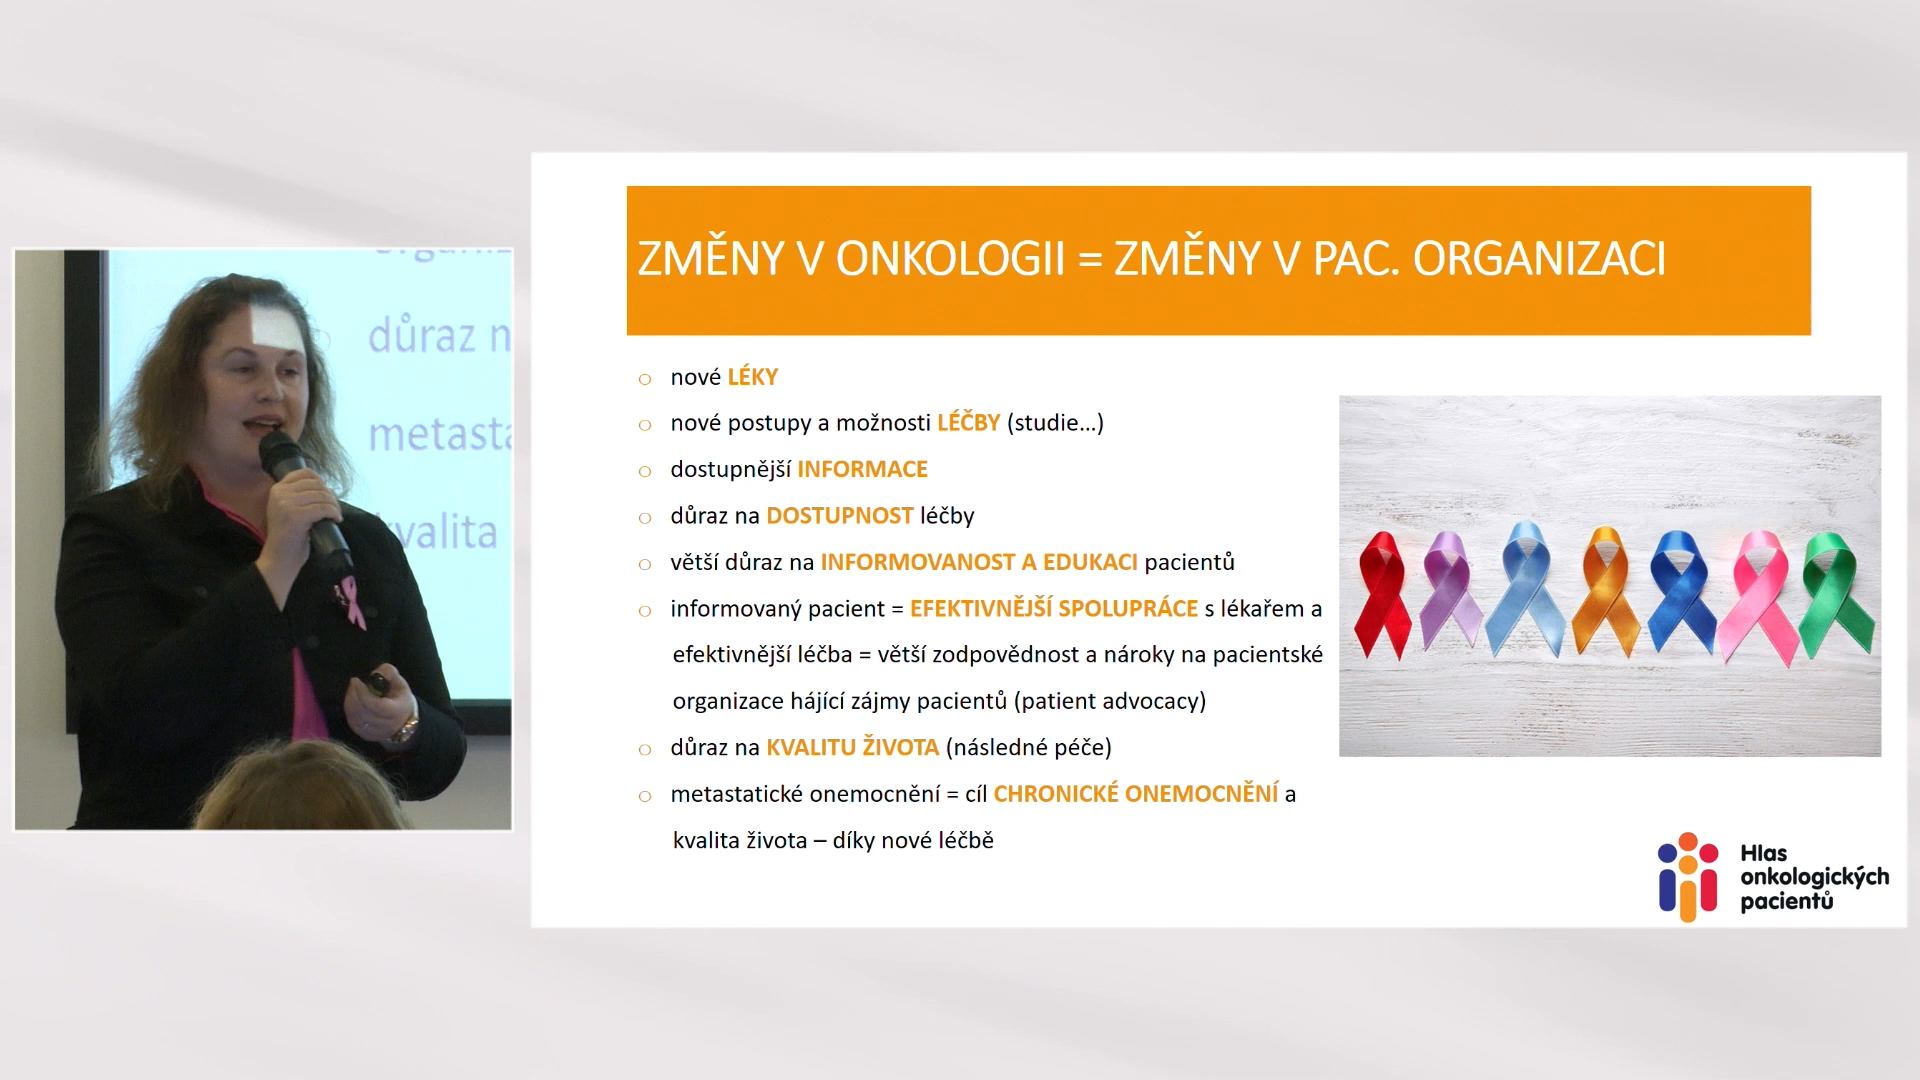 důraz n
metasta
kvalita
ZMĚNY V ONKOLOGII = ZMĚNY V PAC. ORGANIZACI
nové LÉKY
nové postupy a možnosti LÉČBY (studie...)
dostupnější INFORMACE
důraz na DOSTUPNOST léčby
větší důraz na INFORMOVANOST A EDUKACI pacientů
informovaný pacient = EFEKTIVNĚJŠÍ SPOLUPRÁCE s lékařem a
efektivnější léčba = větší zodpovědnost a nároky na pacientské
organizace hájící zájmy pacientů (patient advocacy)
důraz na KVALITU ŽIVOTA (následné péče)
metastatické onemocnění = cíl CHRONICKÉ ONEMOCNĚNÍ a
kvalita života – díky nové léčbě
Hlas
onkologických
pacientů